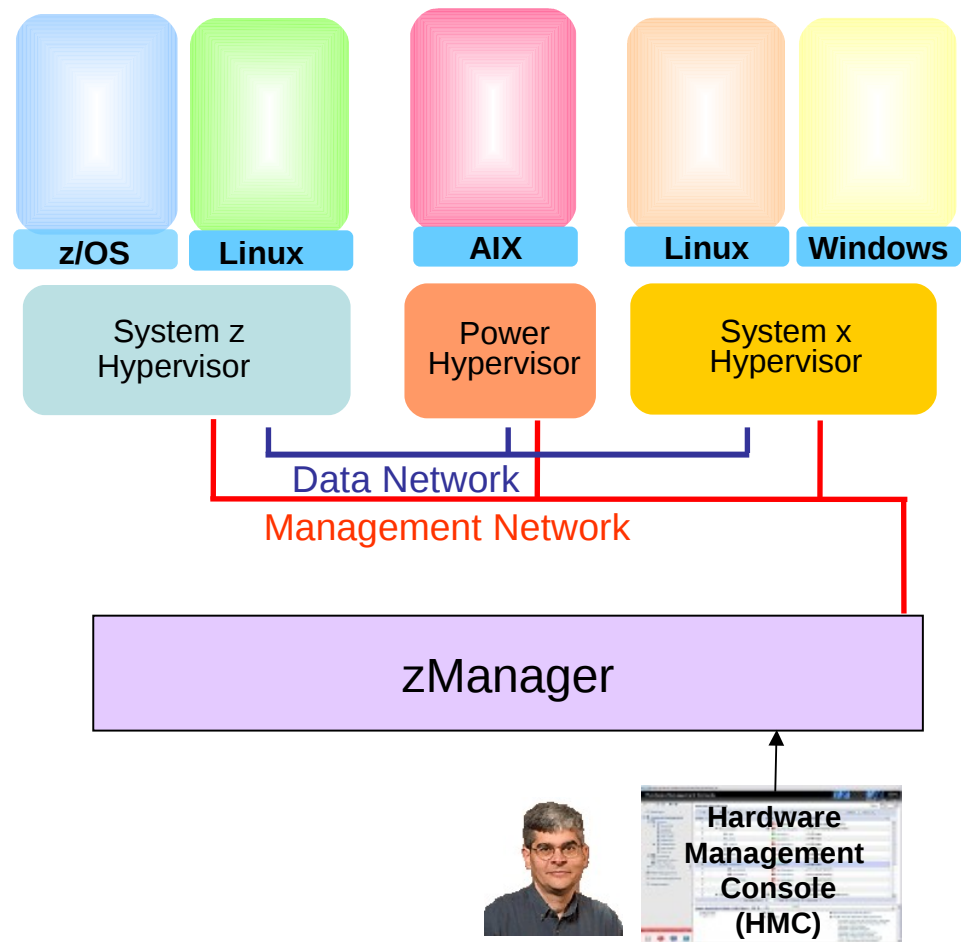 z/OS
Linux
AIX
Linux
Windows
System z
Hypervisor
Power
Hypervisor
System x
Hypervisor
Data Network
Management Network
zManager
Hardware
Management
Console
(HMC)